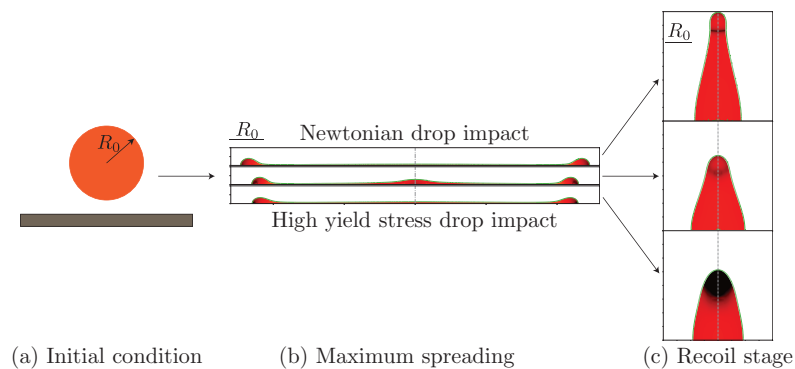 R₀
R₀
Newtonian drop impact
High yield stress drop impact
R₀
(a) Initial condition
(b) Maximum spreading
(c) Recoil stage